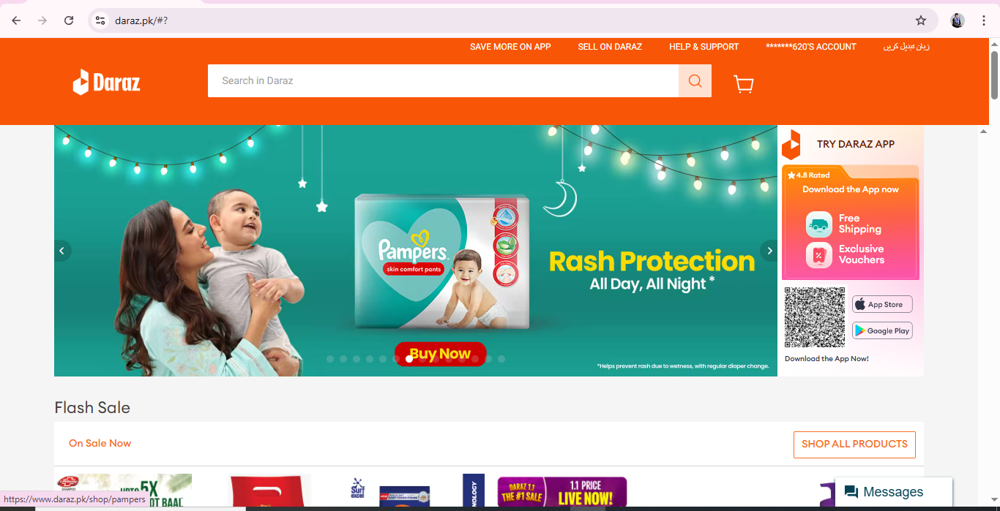 daraz.pk/#?
SAVE MORE ON APP
SELL ON DARAZ
HELP & SUPPORT
*******620'S ACCOUNT
زبان تبدیل کریں
Daraz
Search in Daraz
Pampers.
skin comfort pants
Rash Protection
All Day, All Night *
Buy Now
*Helps prevent rash due to wetness, with regular diaper change.
TRY DARAZ APP
4.8 Rated
Download the App now
Free
Shipping
Exclusive
Vouchers
App Store
Google Play
Download the App Now!
Flash Sale
On Sale Now
SHOP ALL PRODUCTS
UPTO 5X
Surf
excel
DARAZ 1.1
THE #1 SALE
1.1 PRICE
LIVE NOW!
Messages
https://www.daraz.pk/shop/pampers